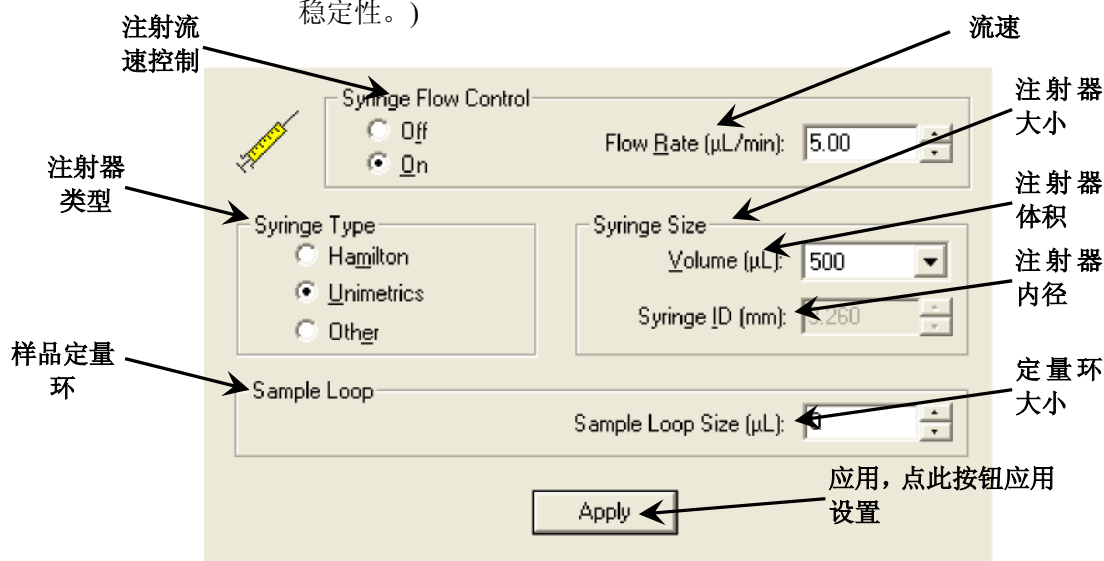 稳定性。)
注射流
速控制
流速
Syringe Flow Control
Off
On
Flow Rate (µL/min): 5.00
注射器
大小
注射器
类型
注射器
体积
Syringe Type
Hamilton
Unimetrics
Other
Syringe Size
Volume (µL): 500
Syringe ID (mm):
注射器
内径
样品定量
环
Sample Loop
Sample Loop Size (µL):
定量环
大小
Apply
应用，点此按钮应用
设置